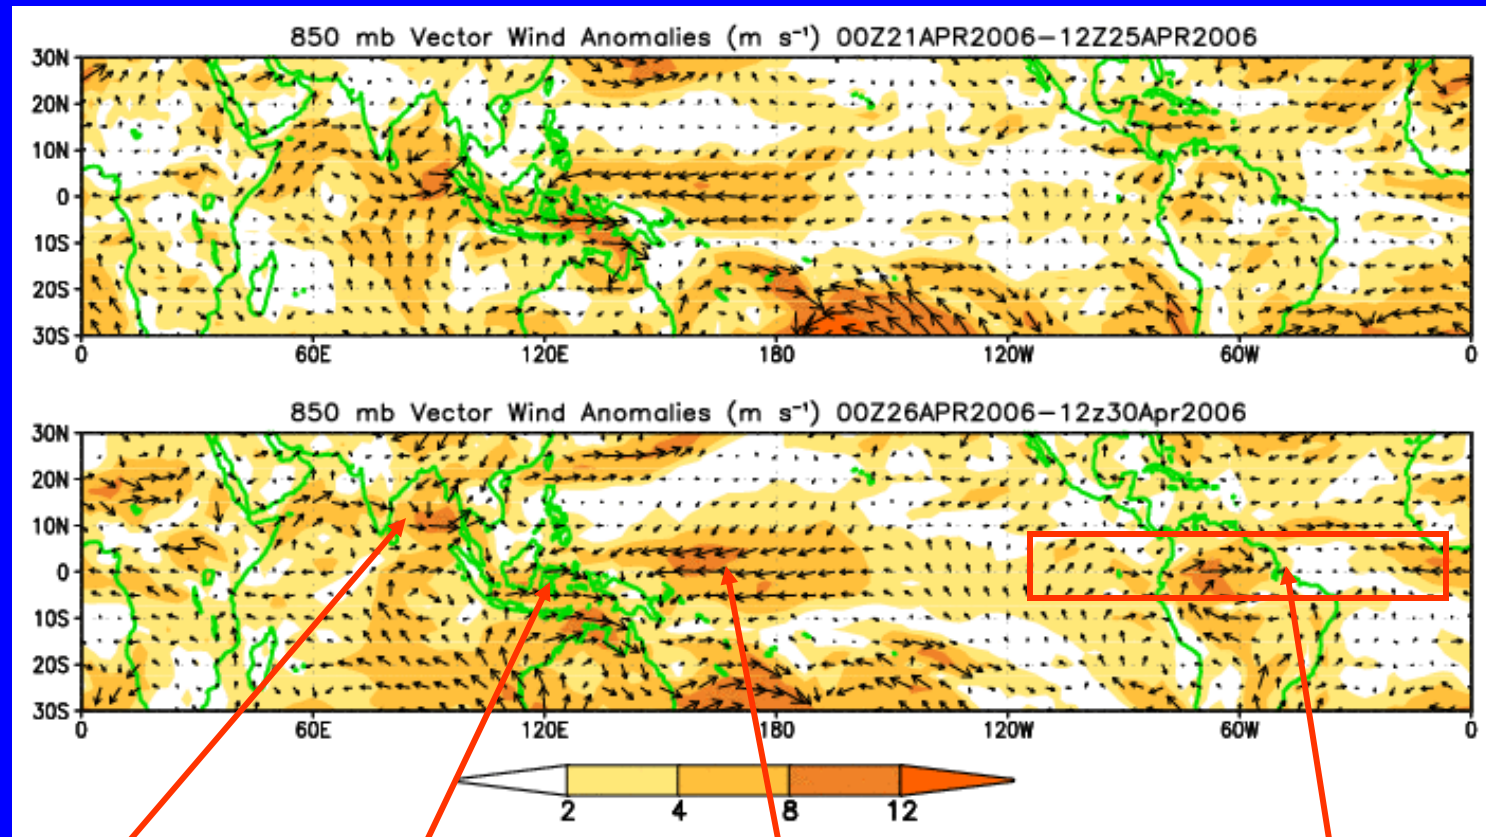 850 mb Vector Wind Anomalies (m s⁻¹) 00Z21APR2006–12Z25APR2006
30N
20N
10N
0
10S
20S
30S
0 60E 120E 180 120W 60W 0
850 mb Vector Wind Anomalies (m s⁻¹) 00Z26APR2006–12z30Apr2006
30N
20N
10N
0
10S
20S
30S
0 60E 120E 180 120W 60W 0
2 4 8 12